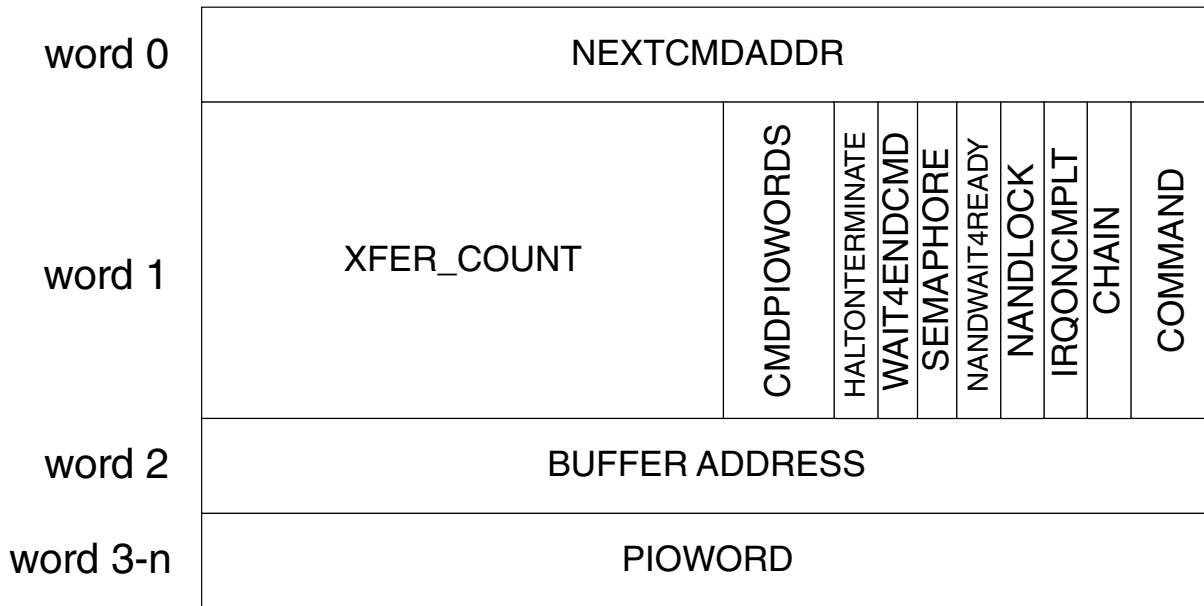 word 0
NEXTCMDADDR
word 1
XFER_COUNT
CMDPIOWORDS
HALTONTERMINATE
WAIT4ENDCMD
SEMAPHORE
NANDWAIT4READY
NANDLOCK
IRQONCMPLT
CHAIN
COMMAND
word 2
BUFFER ADDRESS
word 3-n
PIOWORD